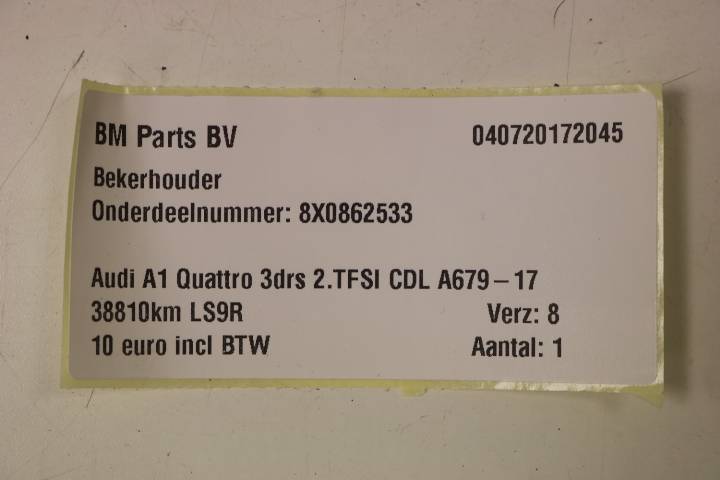 BM Parts BV 040720172045
Bekerhouder
Onderdeelnummer: 8X0862533
Audi A1 Quattro 3drs 2.TFSI CDL A679-17
38810km LS9R Verz: 8
10 euro incl BTW Aantal: 1